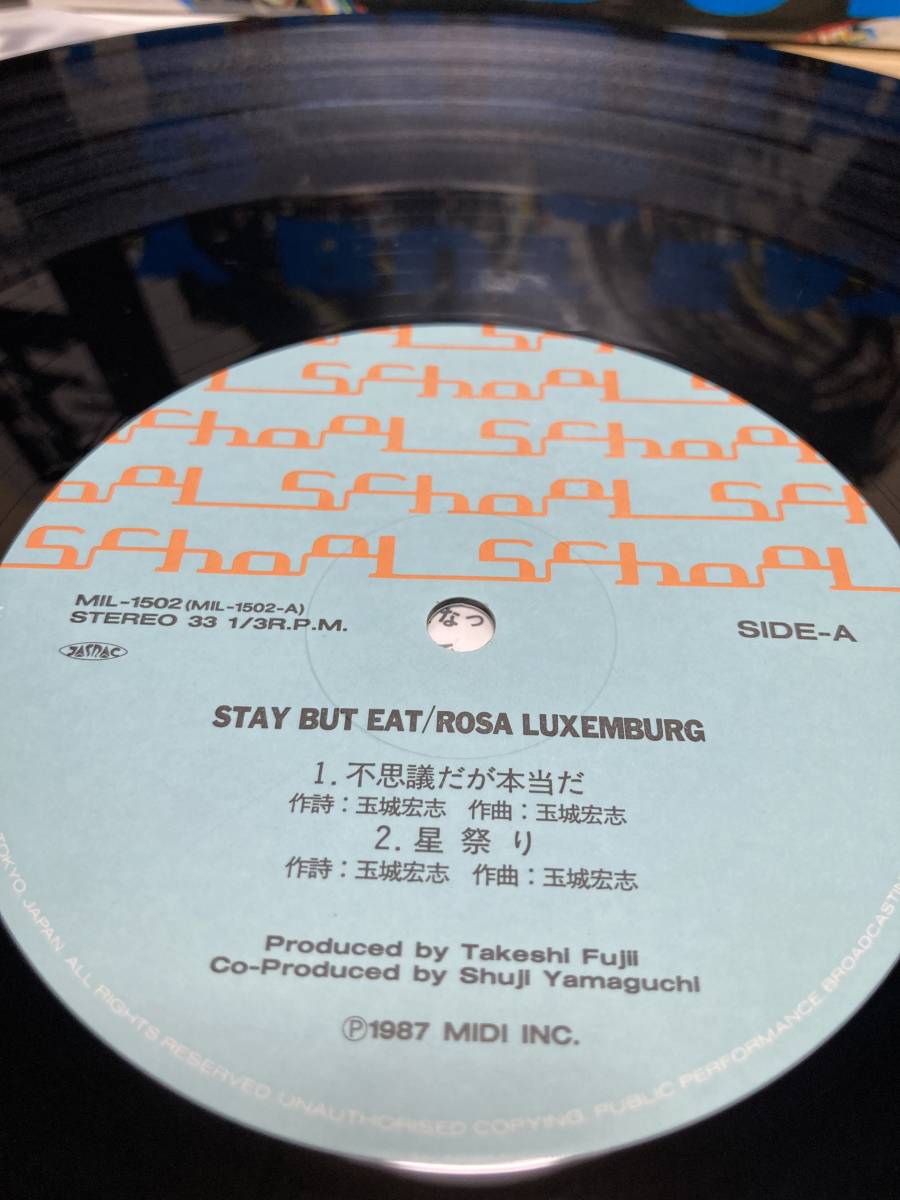 School School
School School
School School
School School
MIL-1502(MIL-1502-A)
STEREO 33 1/3R.P.M.
JASRAC
SIDE-A
なっ
STAY BUT EAT/ROSA LUXEMBURG
1.不思議だが本当だ
作詩：玉城宏志 作曲：玉城宏志
2.星祭り
作詩：玉城宏志 作曲：玉城宏志
Produced by Takeshi Fujii
Co-Produced by Shuji Yamaguchi
Ⓟ1987 MIDI INC.
TOKYO JAPAN. ALL RIGHTS RESERVED. UNAUTHORISED COPYING. PUBLIC PERFORMANCE BROADCASTING